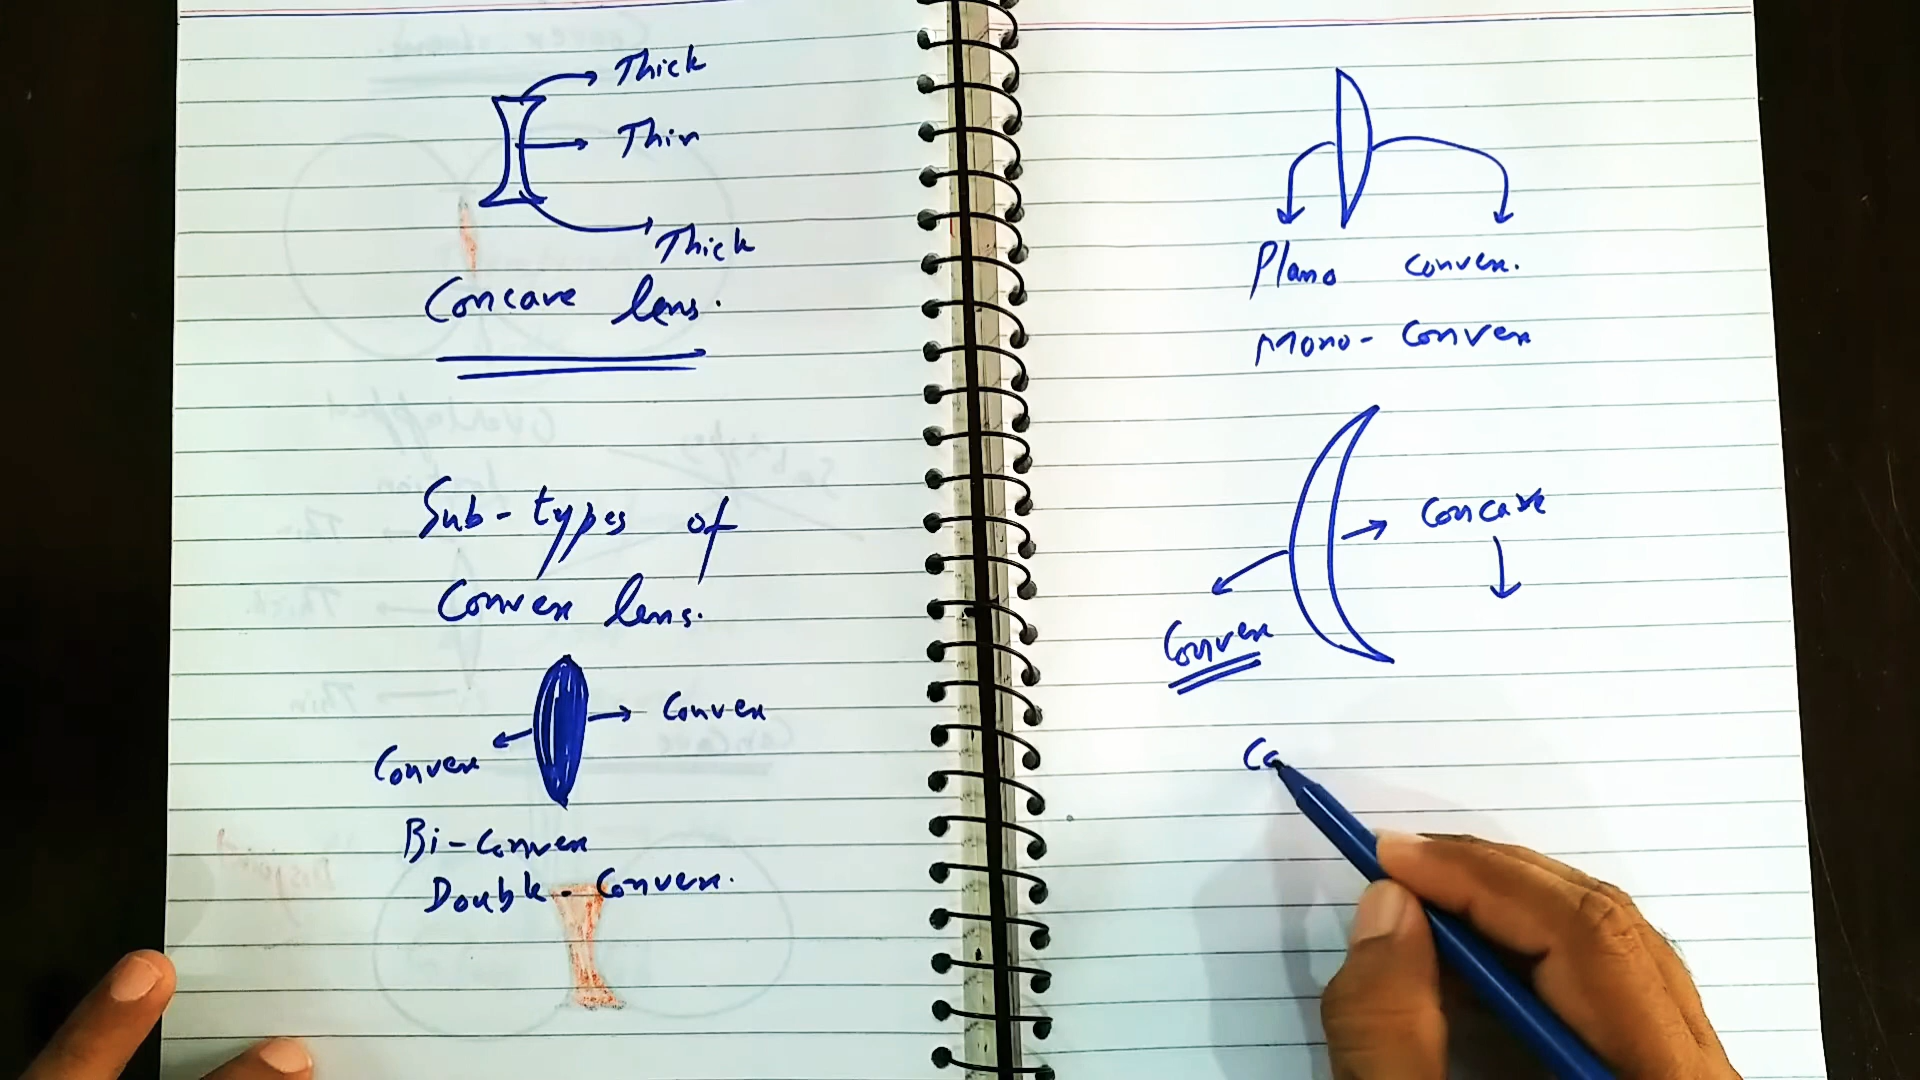 Thick
Thin
Thick
Concave lens.
Sub-types of
Convex lens.
Convex
Convex
Bi-Convex
Double-Convex.
Plano Convex.
Mono-Convex
Concave
Convex
Co